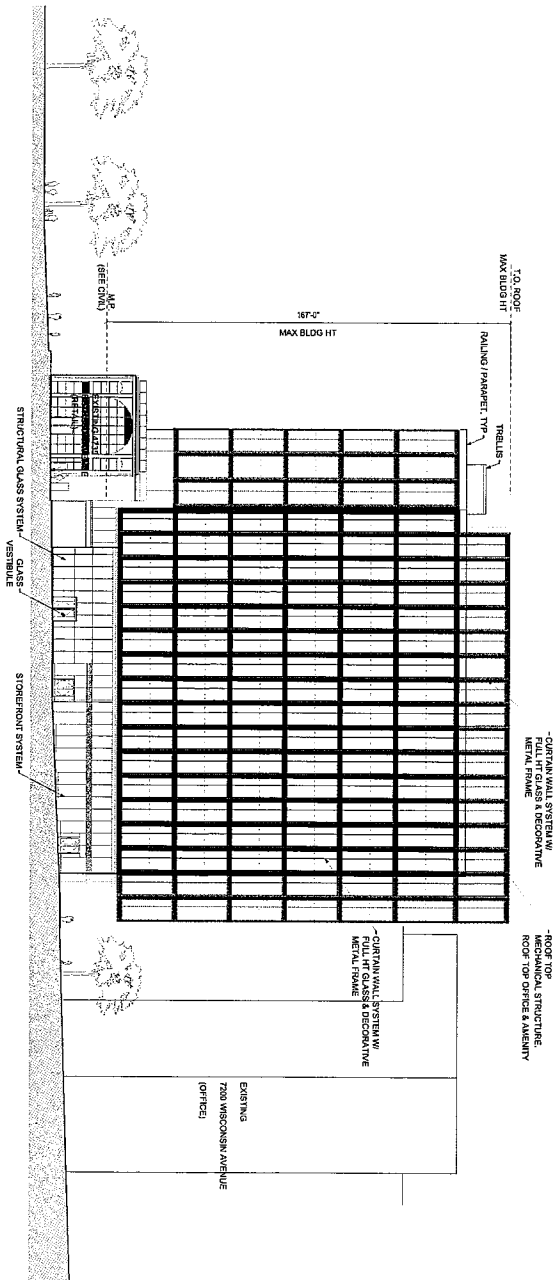 T.O. ROOF
MAX BLDG HT
167'-0"
MAX BLDG HT
M.P.
(SEE CIVIL)
RAILING / PARAPET, TYP
TRELLIS
-CURTAIN WALL SYSTEM W/
FULL HT GLASS & DECORATIVE
METAL FRAME
-ROOF TOP
MECHANICAL STRUCTURE,
ROOF TOP OFFICE & AMENITY
-CURTAIN WALL SYSTEM W/
FULL HT GLASS & DECORATIVE
METAL FRAME
EXISTING
7200 WISCONSIN AVENUE
(OFFICE)
(RETAIL)
STRUCTURAL GLASS SYSTEM
GLASS
VESTIBULE
STOREFRONT SYSTEM